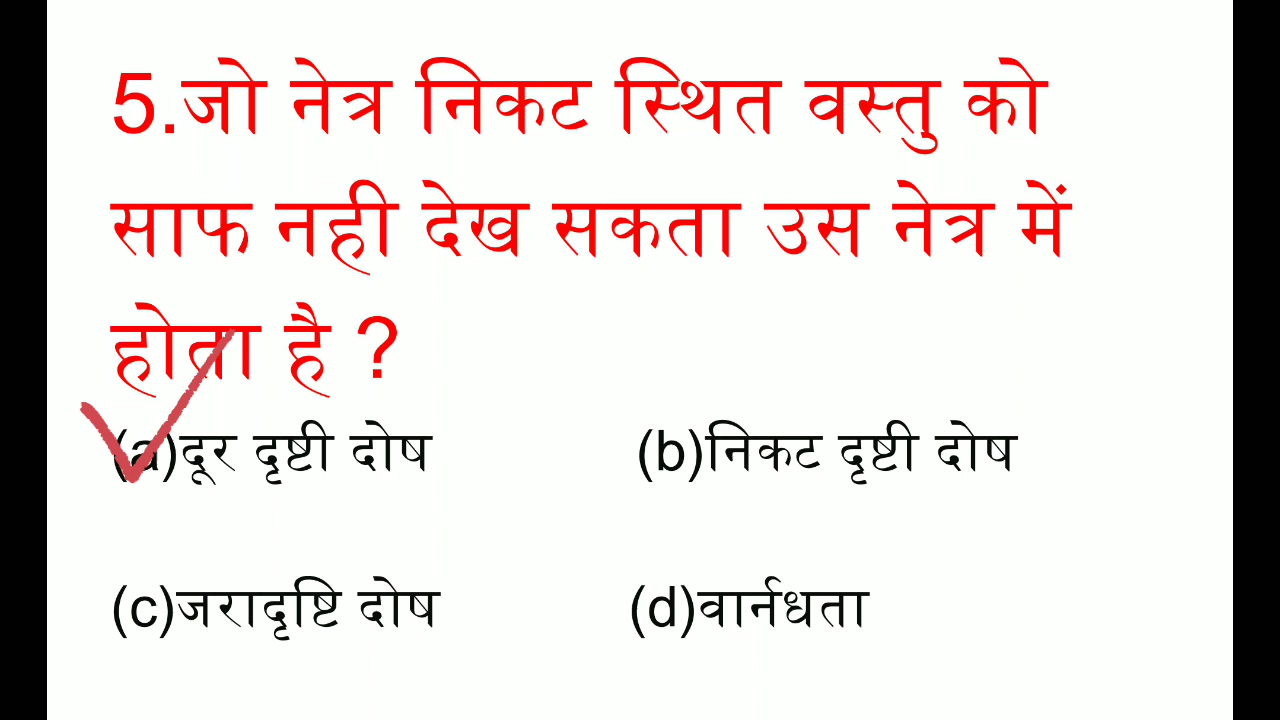 5.जो नेत्र निकट स्थित वस्तु को
साफ नही देख सकता उस नेत्र में
होता है ?
(a)दूर दृष्टी दोष (b)निकट दृष्टी दोष
(c)जरादृष्टि दोष (d)वार्नधता